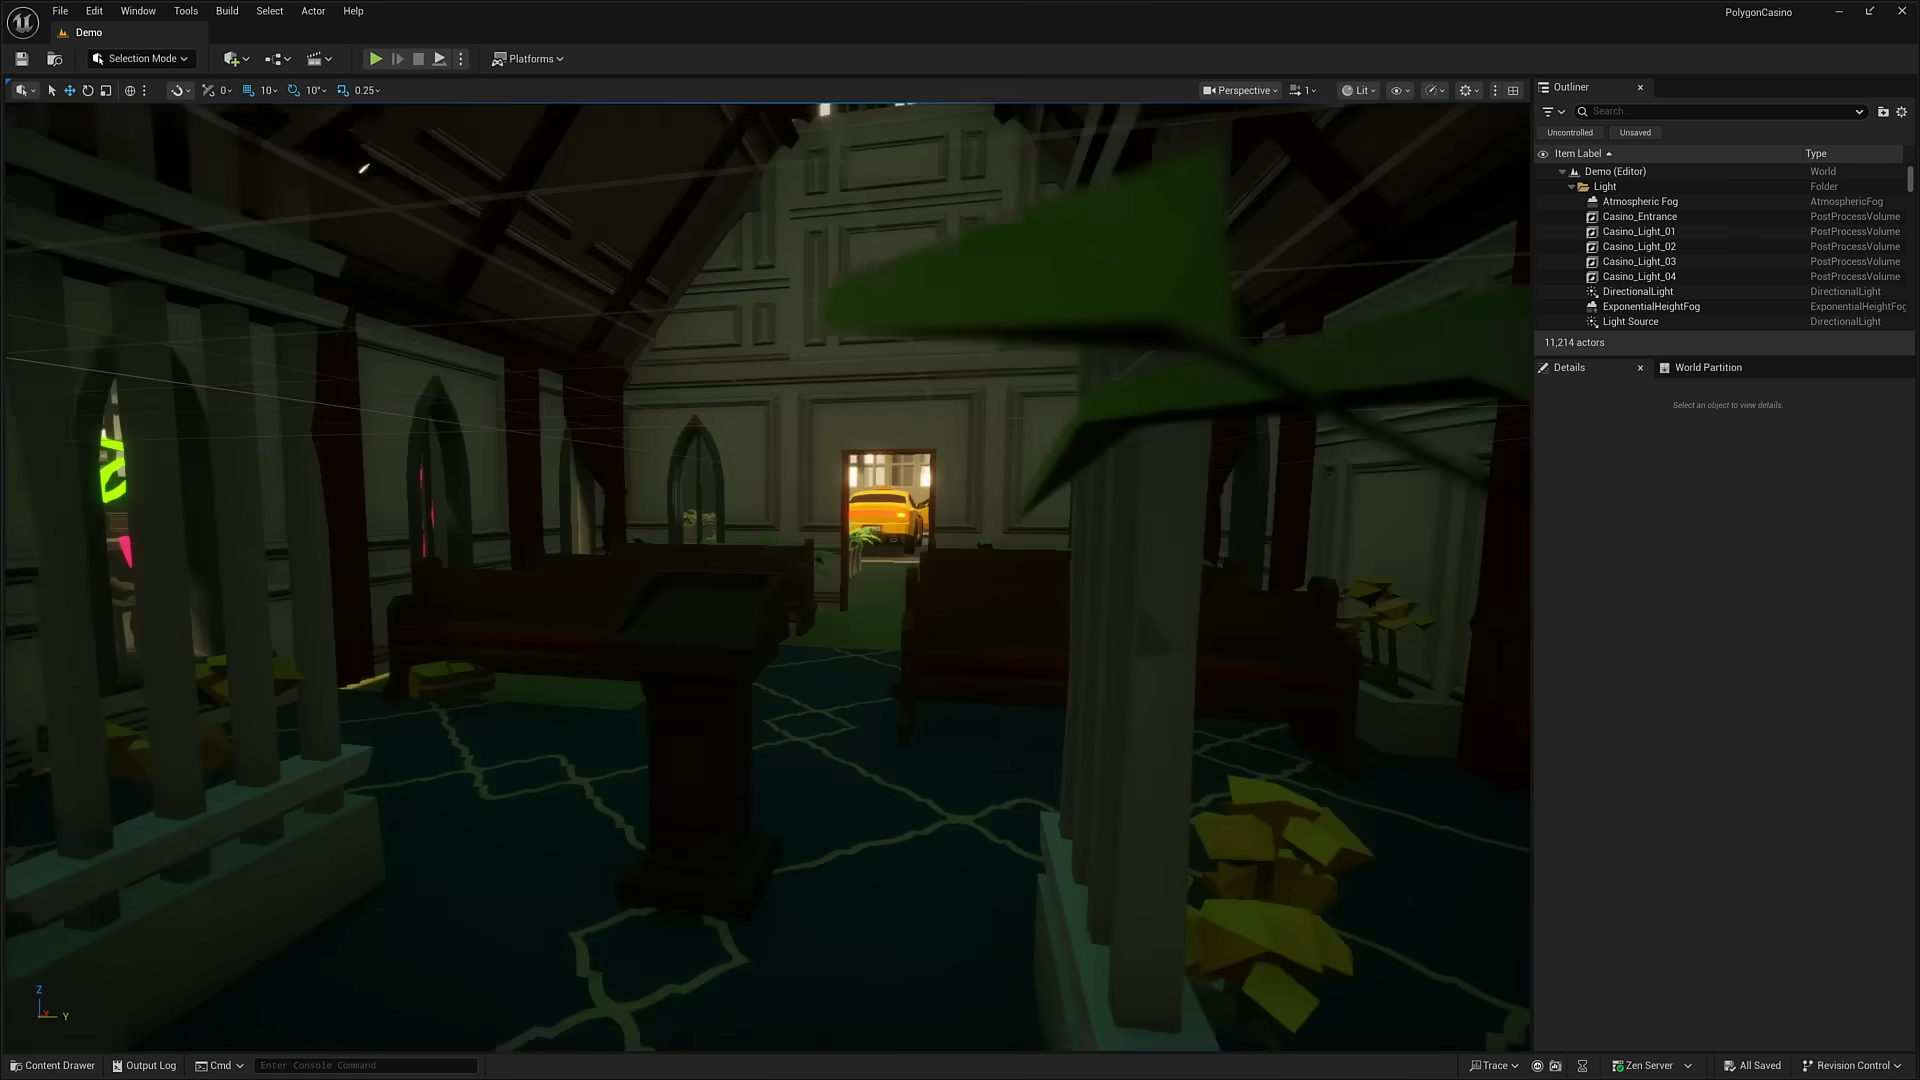 File Edit Window Tools Build Select Actor Help
PolygonCasino
Demo
Selection Mode
Platforms
0 10 10° 0.25
Perspective 1 Lit
Outliner
Search...
Uncontrolled Unsaved
Item Label Type
Demo (Editor) World
Light Folder
Atmospheric Fog AtmosphericFog
Casino_Entrance PostProcessVolume
Casino_Light_01 PostProcessVolume
Casino_Light_02 PostProcessVolume
Casino_Light_03 PostProcessVolume
Casino_Light_04 PostProcessVolume
DirectionalLight DirectionalLight
ExponentialHeightFog ExponentialHeightFog
Light Source DirectionalLight
11,214 actors
Details World Partition
Select an object to view details.
Z
X Y
Content Drawer Output Log Cmd Enter Console Command
Trace Zen Server All Saved Revision Control